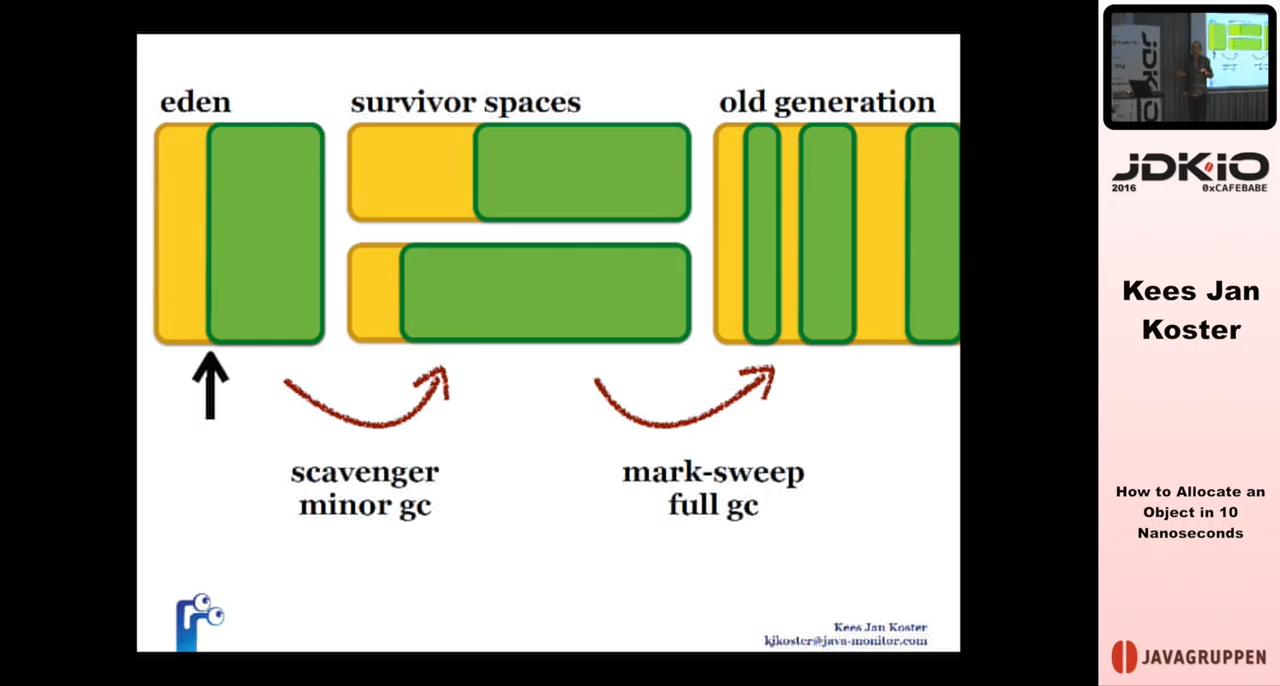 eden
survivor spaces
old generation
scavenger
minor gc
mark-sweep
full gc
Kees Jan Koster
kjkoster@java-monitor.com
JDK.IO
2016
0xCAFEBABE
Kees Jan
Koster
How to Allocate an
Object in 10
Nanoseconds
JAVAGRUPPEN